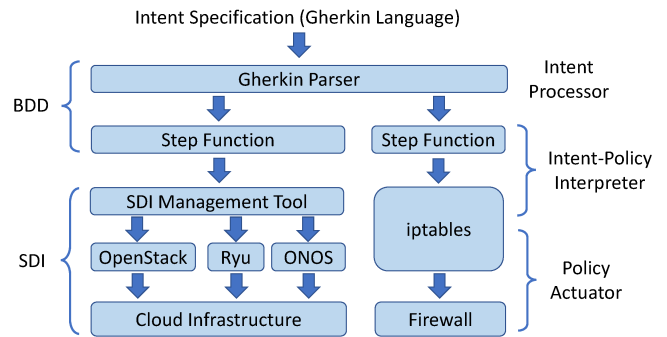 Intent Specification (Gherkin Language)
Gherkin Parser
Intent
Processor
BDD
Step Function
Step Function
Intent-Policy
Interpreter
SDI Management Tool
iptables
OpenStack
Ryu
ONOS
SDI
Policy
Actuator
Cloud Infrastructure
Firewall